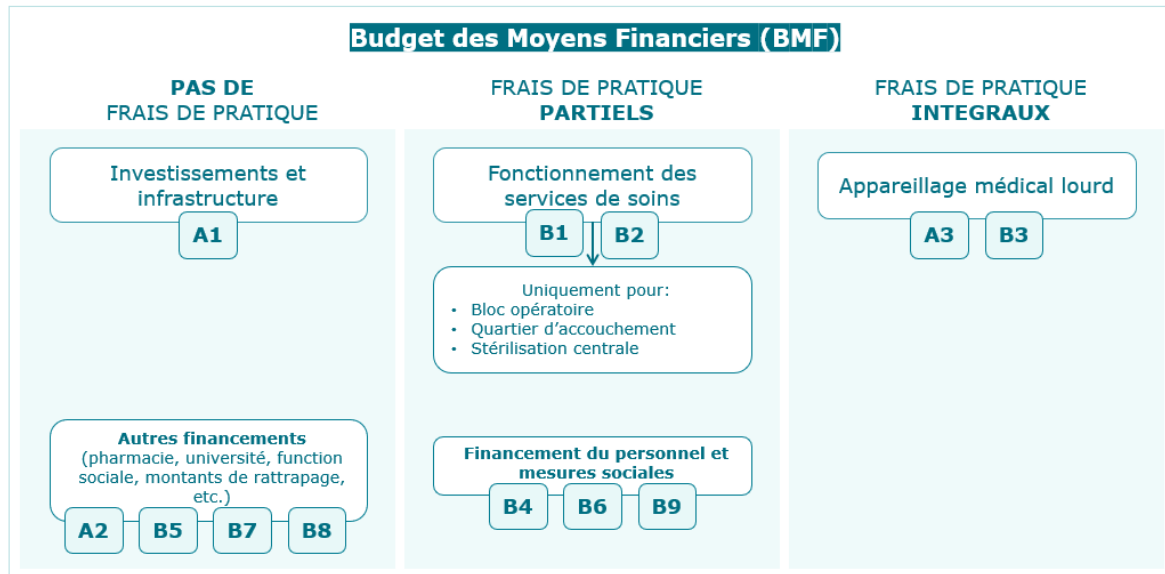 Budget des Moyens Financiers (BMF)
PAS DE
FRAIS DE PRATIQUE
Investissements et
infrastructure
A1
Autres financements
(pharmacie, université, function
sociale, montants de rattrapage,
etc.)
A2
B5
B7
B8
FRAIS DE PRATIQUE
PARTIELS
Fonctionnement des
services de soins
B1
B2
Uniquement pour:
• Bloc opératoire
• Quartier d'accouchement
• Stérilisation centrale
Financement du personnel et
mesures sociales
B4
B6
B9
FRAIS DE PRATIQUE
INTEGRAUX
Appareillage médical lourd
A3
B3